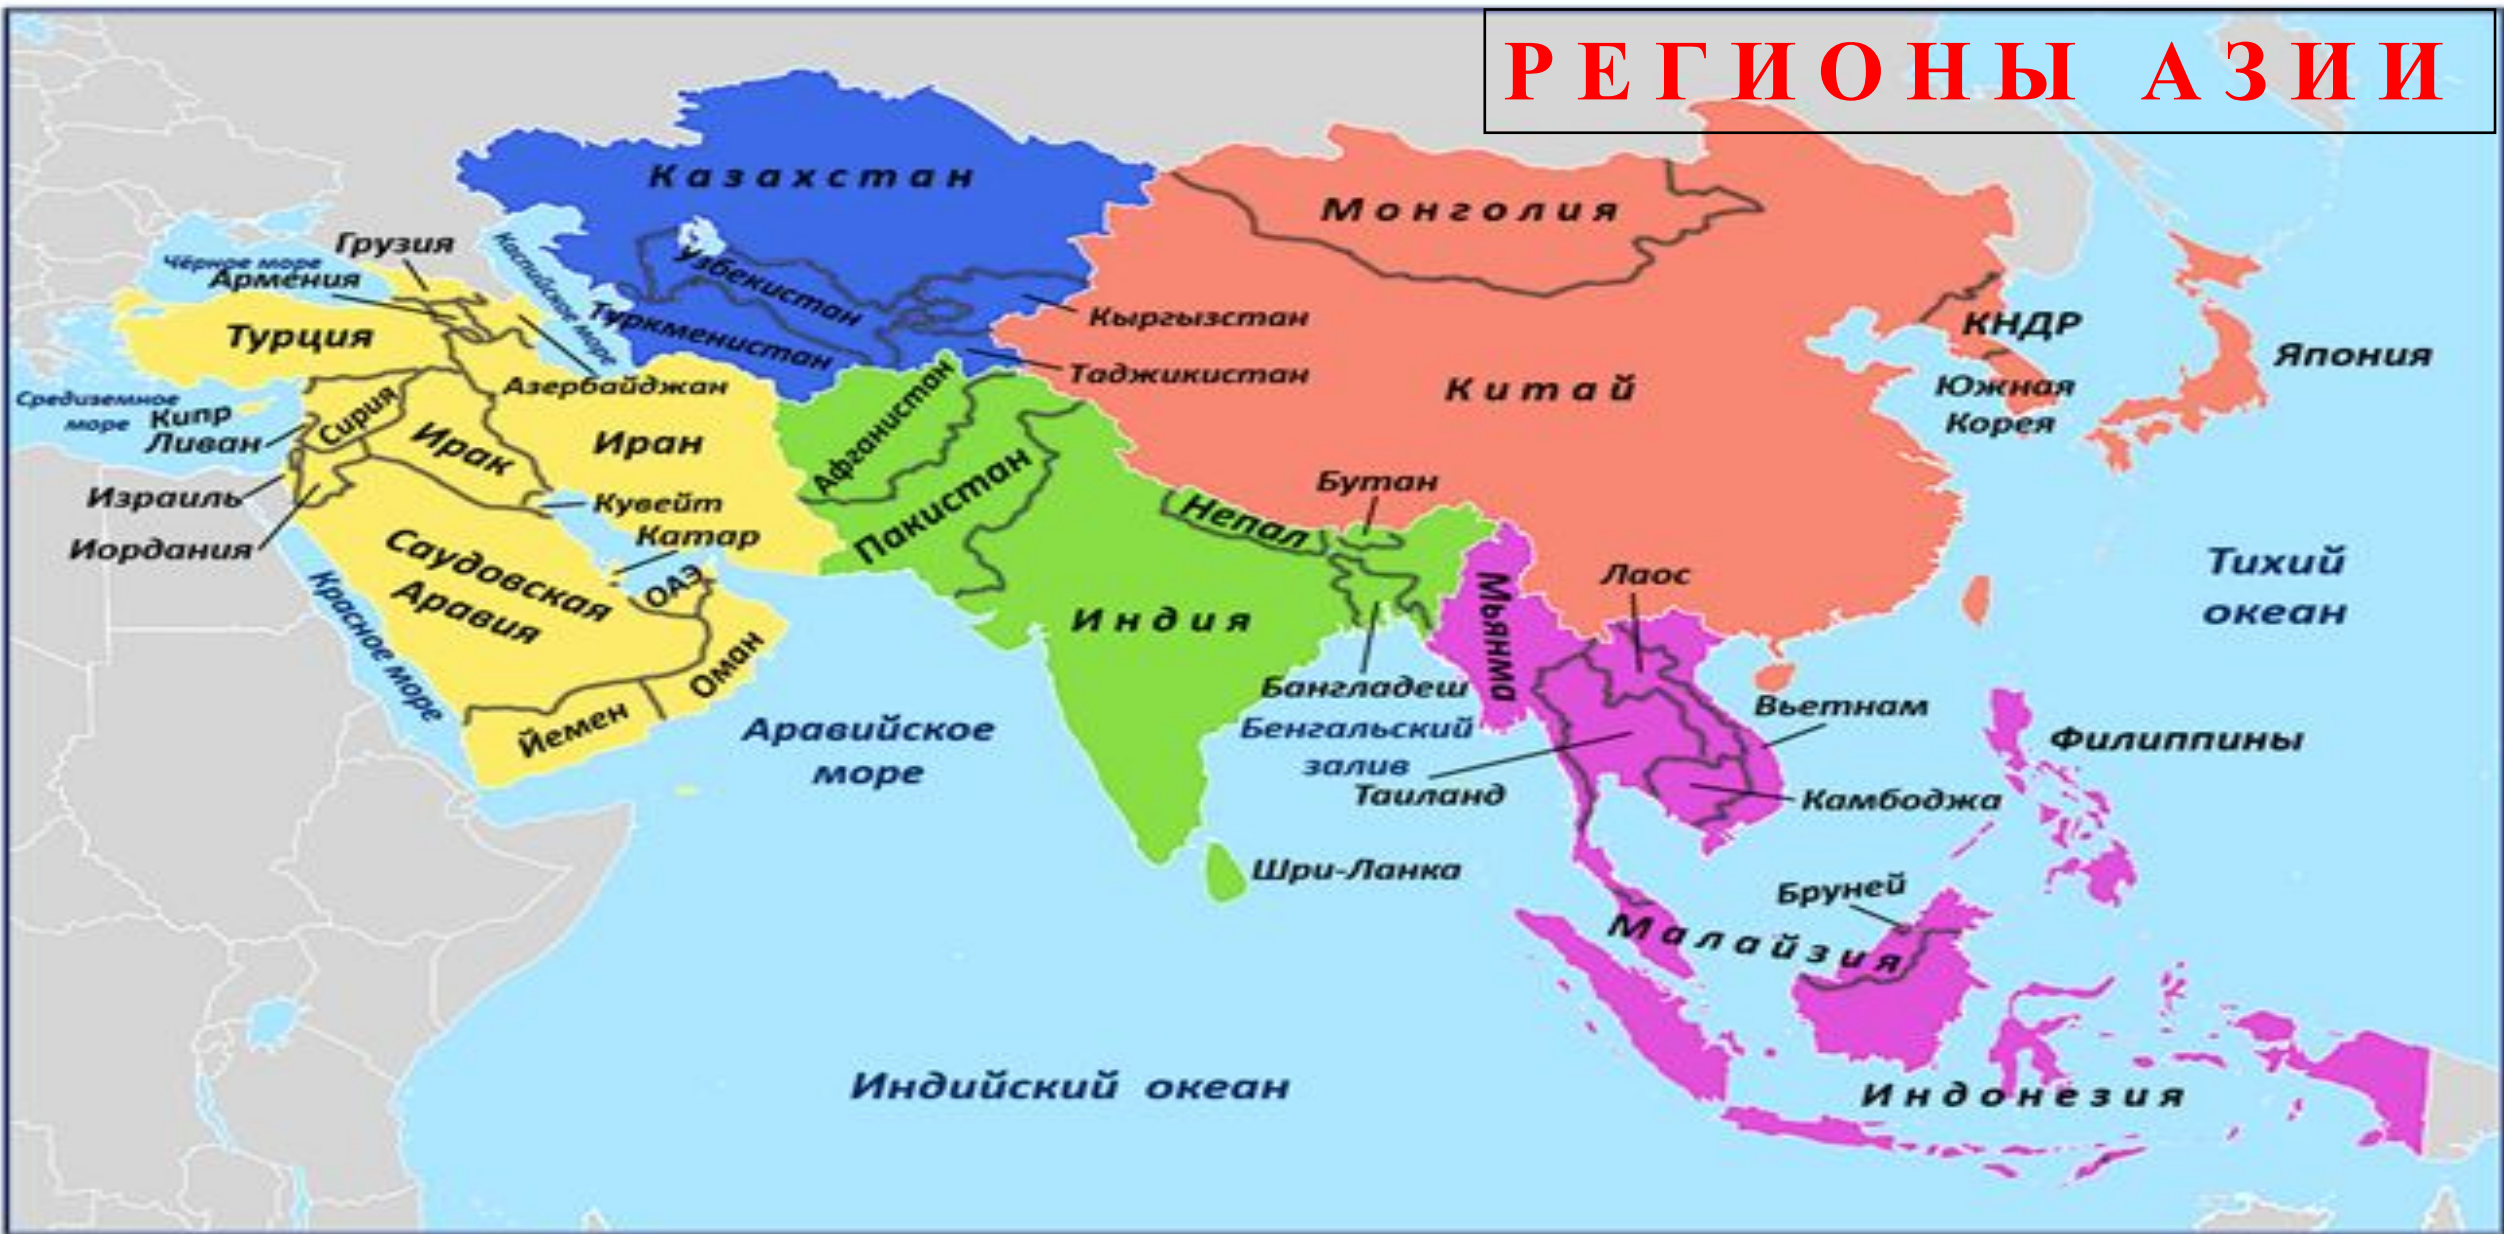 РЕГИОНЫ АЗИИ
Казахстан
Монголия
Грузия
Чёрное море
Армения
Каспийское море
Узбекистан
Туркменистан
Кыргызстан
КНДР
Турция
Япония
Таджикистан
Азербайджан
Китай
Южная
Корея
Средиземное
море
Кипр
Ливан
Сирия
Ирак
Иран
Афганистан
Пакистан
Бутан
Непал
Израиль
Кувейт
Катар
Иордания
Саудовская
Аравия
ОАЭ
Красное море
Индия
Мьянма
Лаос
Тихий
океан
Оман
Йемен
Бангладеш
Бенгальский
залив
Таиланд
Вьетнам
Филиппины
Аравийское
море
Камбоджа
Шри-Ланка
Бруней
Малайзия
Индийский океан
Индонезия